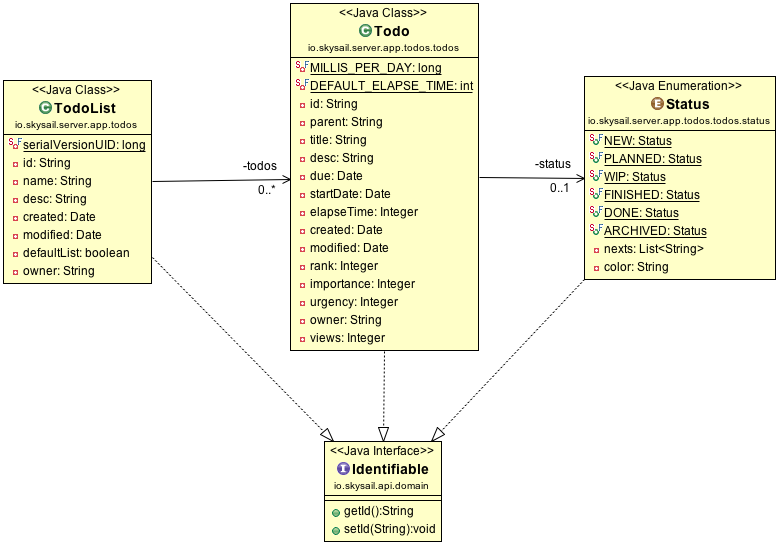 <<Java Class>>
TodoList
io.skysail.server.app.todos
serialVersionUID: long
id: String
name: String
desc: String
created: Date
modified: Date
defaultList: boolean
owner: String
-todos
0..*
<<Java Class>>
Todo
io.skysail.server.app.todos.todos
MILLIS_PER_DAY: long
DEFAULT_ELAPSE_TIME: int
id: String
parent: String
title: String
desc: String
due: Date
startDate: Date
elapseTime: Integer
created: Date
modified: Date
rank: Integer
importance: Integer
urgency: Integer
owner: String
views: Integer
-status
0..1
<<Java Enumeration>>
Status
io.skysail.server.app.todos.todos.status
NEW: Status
PLANNED: Status
WIP: Status
FINISHED: Status
DONE: Status
ARCHIVED: Status
nexts: List<String>
color: String
<<Java Interface>>
Identifiable
io.skysail.api.domain
getId():String
setId(String):void